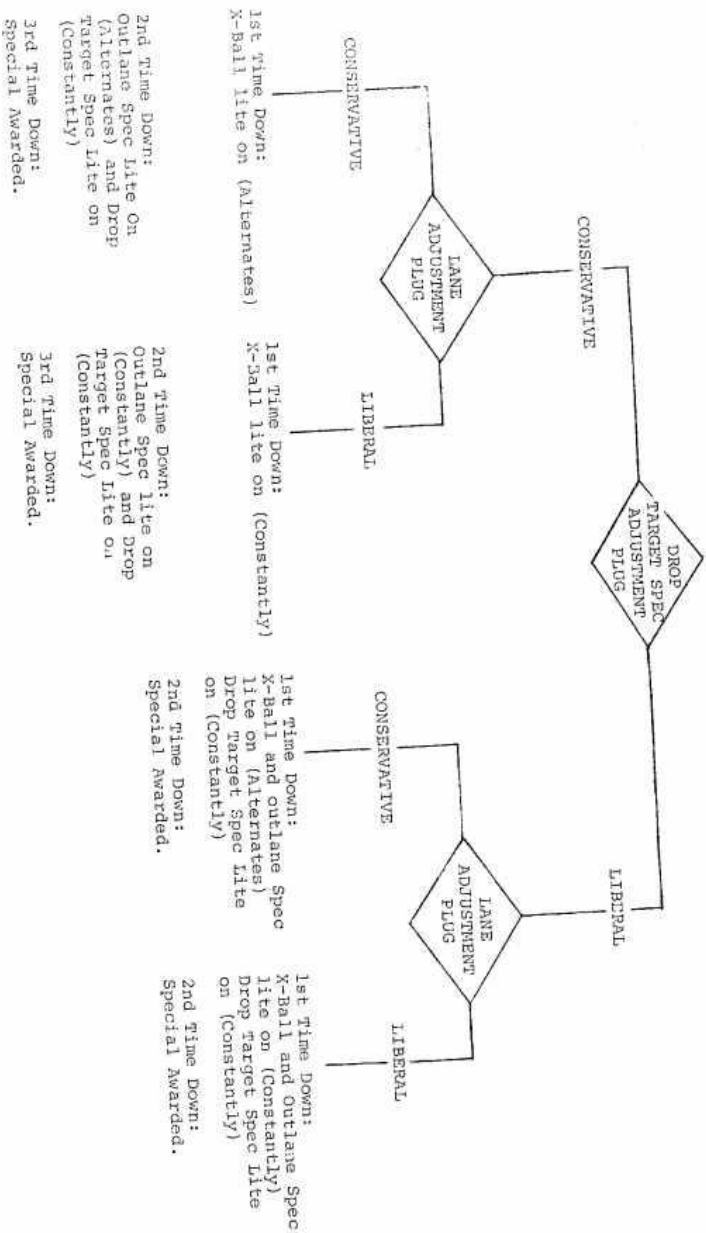 DROP
TARGET SPEC
ADJUSTMENT
PLUG
CONSERVATIVE
LIBERAL
LANE
ADJUSTMENT
PLUG
LANE
ADJUSTMENT
PLUG
CONSERVATIVE
LIBERAL
CONSERVATIVE
LIBERAL
1st Time Down:
X-Ball lite on (Alternates)
2nd Time Down:
Outlane Spec Lite On
(Alternates) and Drop
Target Spec Lite on
(Constantly)
3rd Time Down:
Special Awarded.
1st Time Down:
X-Ball lite on (Constantly)
2nd Time Down:
Outlane Spec lite on
(Constantly) and Drop
Target Spec Lite on
(Constantly)
3rd Time Down:
Special Awarded.
1st Time Down:
X-Ball and outlane Spec
lite on (Alternates)
Drop Target Spec Lite
on (Constantly)
2nd Time Down:
Special Awarded.
1st Time Down:
X-Ball and Outlane Spec
lite on (Constantly)
Drop Target Spec Lite
on (Constantly)
2nd Time Down:
Special Awarded.